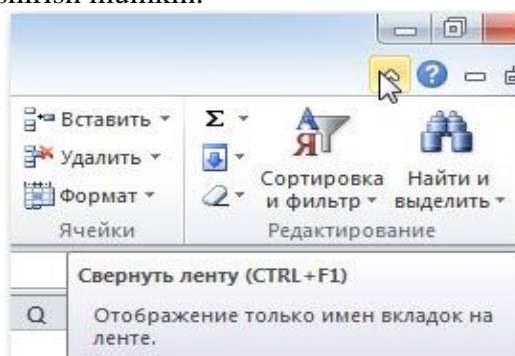 Вставить
Σ
Удалить
Формат
Сортировка и фильтр
Найти и выделить
Ячейки
Редактирование
Свернуть ленту (CTRL+F1)
Q
Отображение только имен вкладок на
ленте.